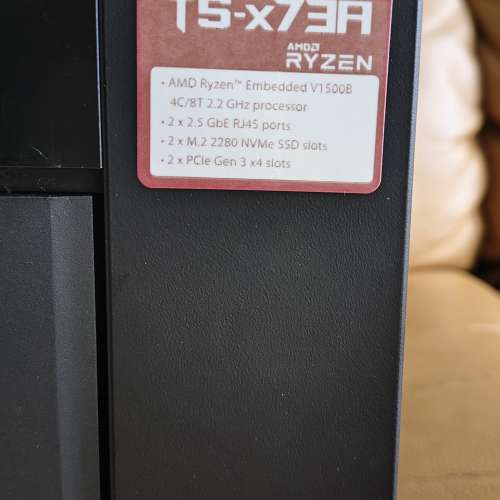 TS-x73A
AMD
RYZEN
• AMD Ryzen™ Embedded V1500B
4C/8T 2.2 GHz processor
• 2 x 2.5 GbE RJ45 ports
• 2 x M.2 2280 NVMe SSD slots
• 2 x PCIe Gen 3 x4 slots